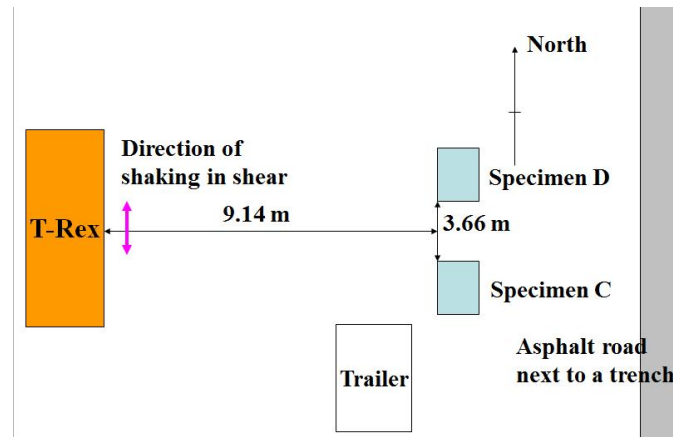 North
Direction of
shaking in shear
Specimen D
9.14 m
3.66 m
T-Rex
Specimen C
Asphalt road
next to a trench
Trailer